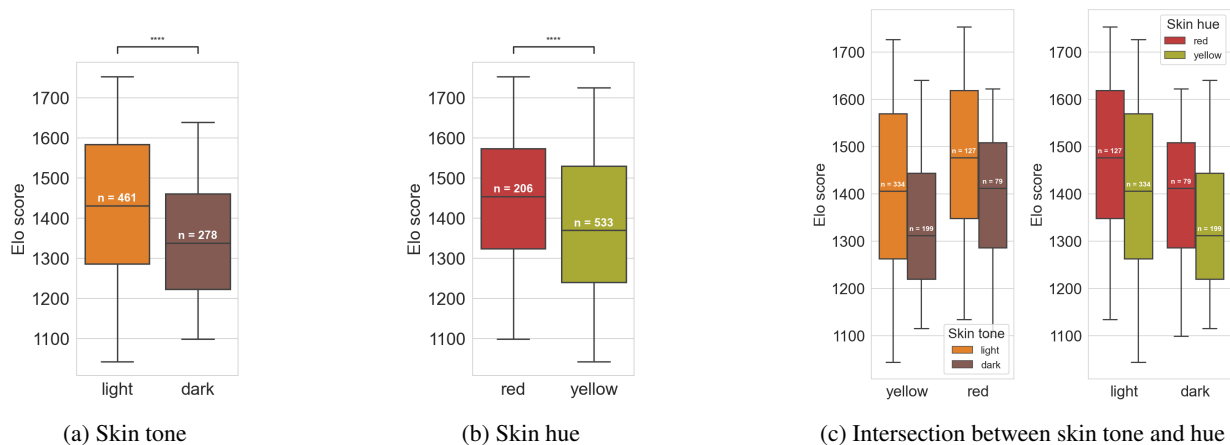 ****
1700
1600
1500
1400
1300
1200
1100
Elo score
n = 461
n = 278
light
dark
(a) Skin tone
****
1700
1600
1500
1400
1300
1200
1100
Elo score
n = 206
n = 533
red
yellow
(b) Skin hue
1700
1600
1500
1400
1300
1200
1100
Elo score
n = 334
n = 199
n = 127
n = 79
Skin tone
light
dark
yellow
red
1700
1600
1500
1400
1300
1200
1100
Elo score
Skin hue
red
yellow
n = 127
n = 334
n = 79
n = 199
light
dark
(c) Intersection between skin tone and hue